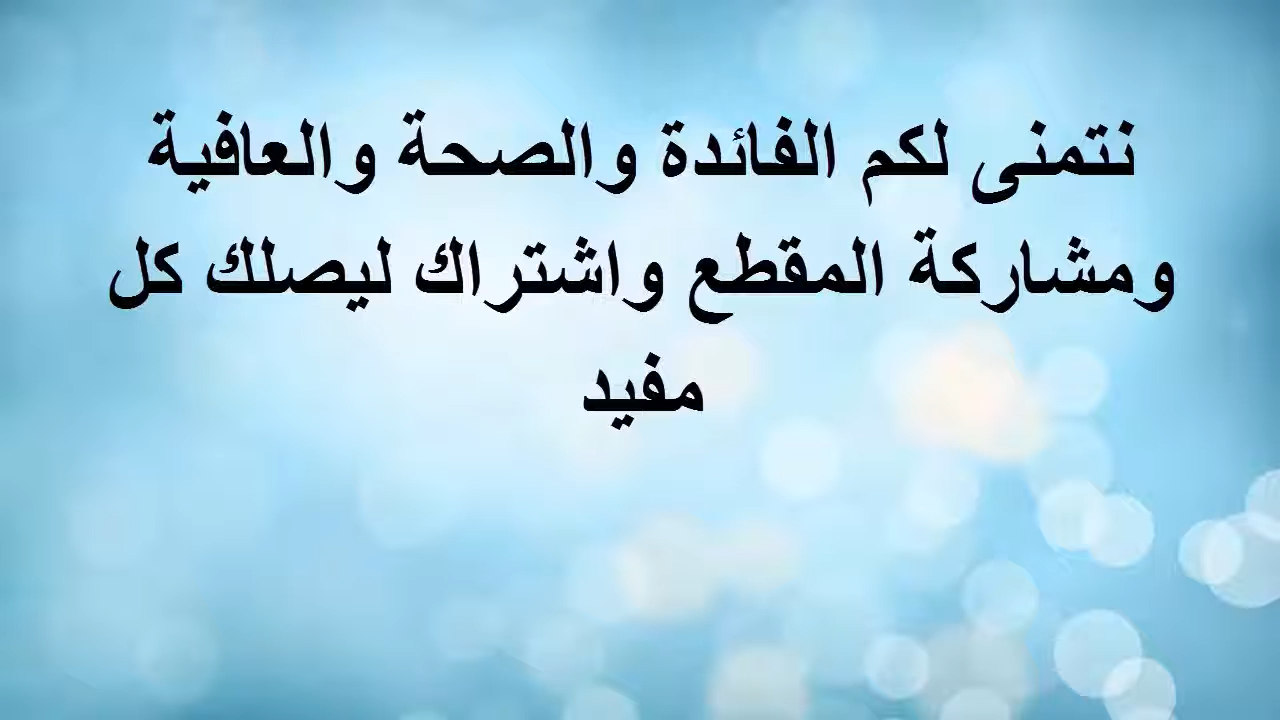 نتمنى لكم الفائدة والصحة والعافية
ومشاركة المقطع واشتراك ليصلك كل
مفيد